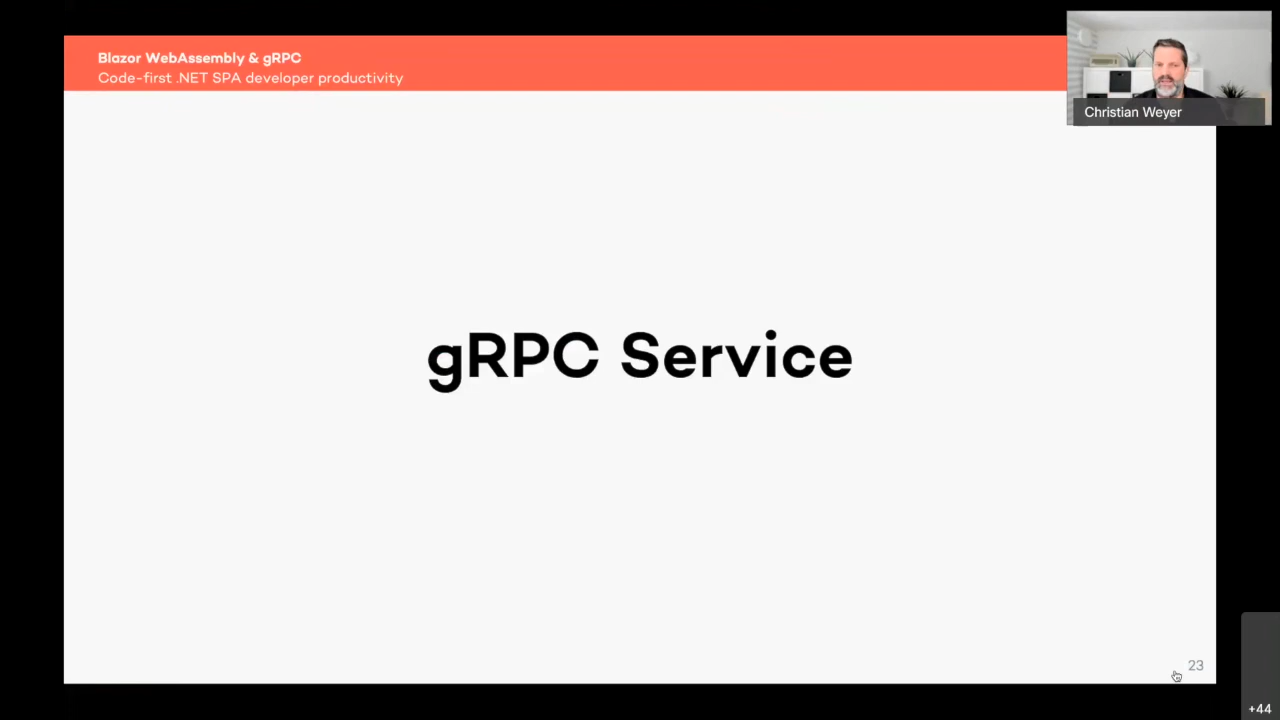 Blazor WebAssembly & gRPC
Code-first .NET SPA developer productivity
Christian Weyer
gRPC Service
23
+44